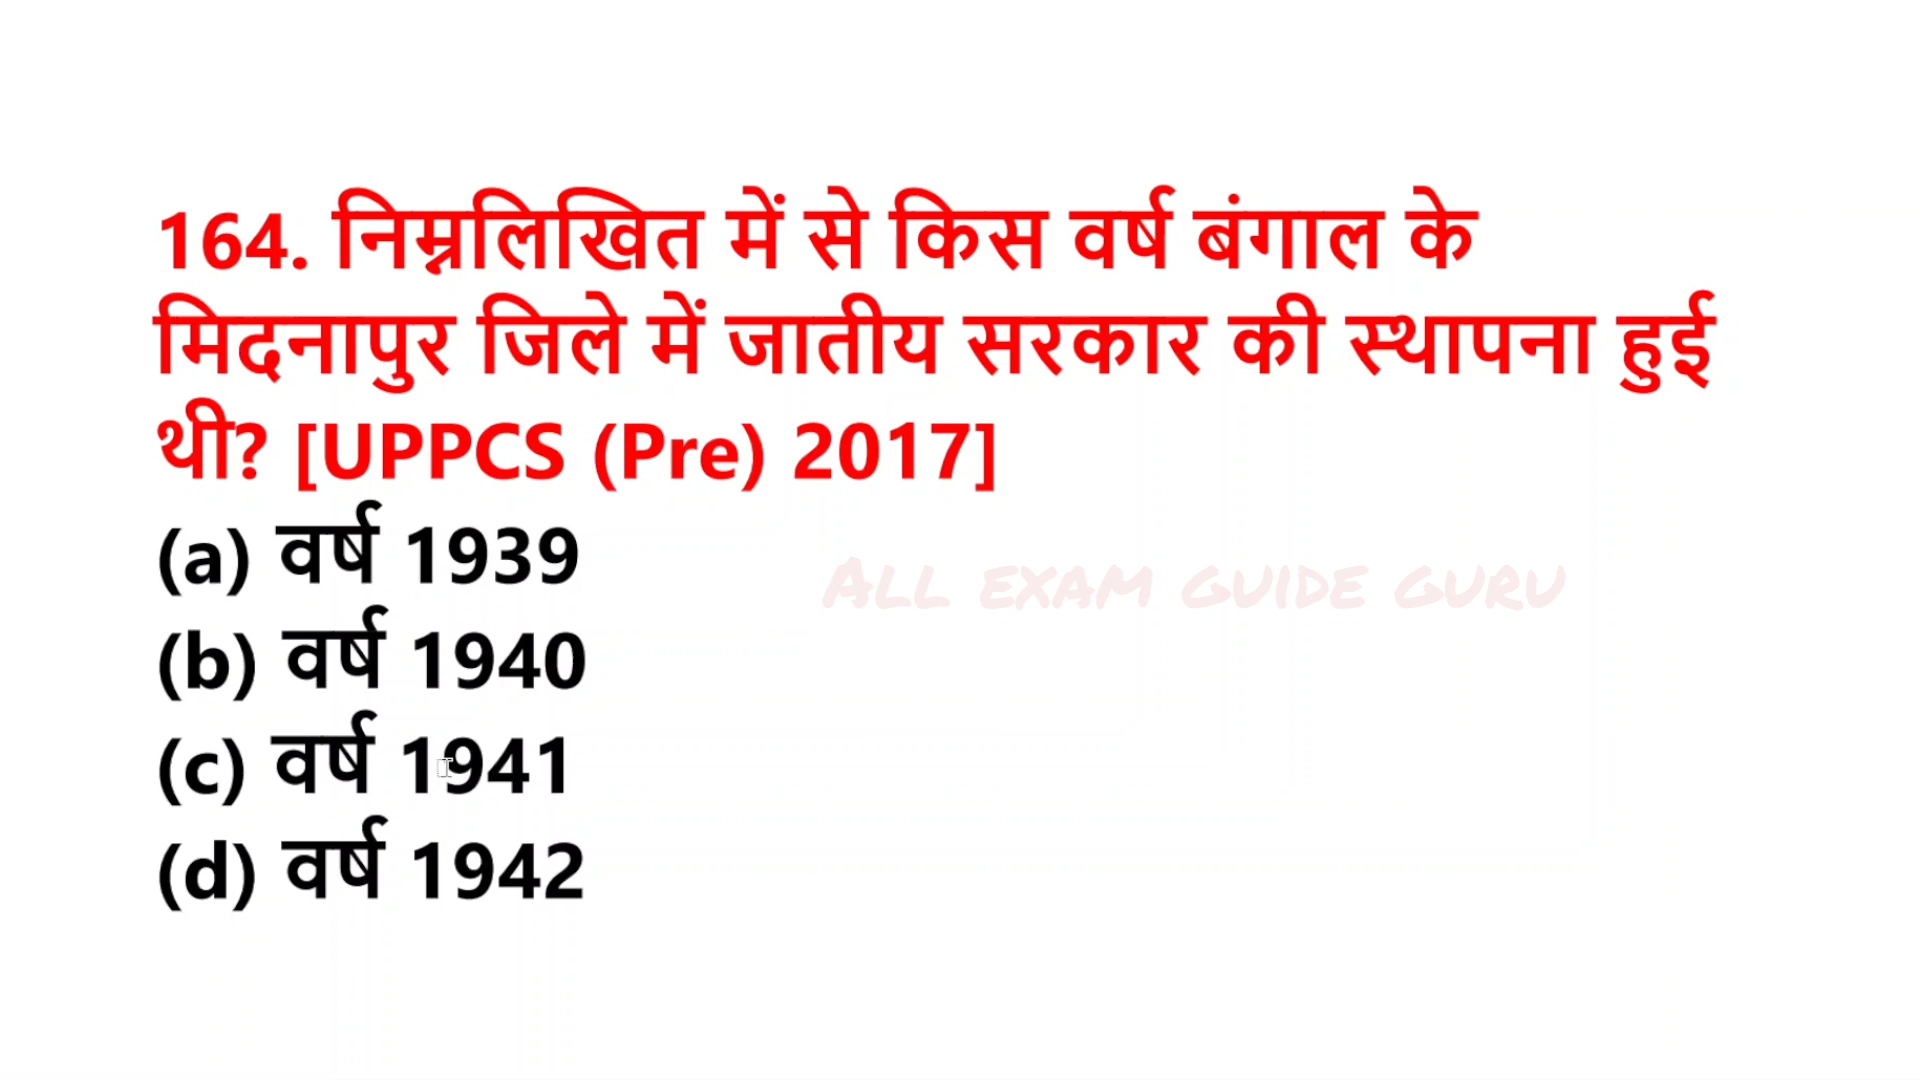 164. निम्नलिखित में से किस वर्ष बंगाल के
मिदनापुर जिले में जातीय सरकार की स्थापना हुई
थी? [UPPCS (Pre) 2017]
(a) वर्ष 1939
ALL EXAM GUIDE GURU
(b) वर्ष 1940
(c) वर्ष 1941
(d) वर्ष 1942